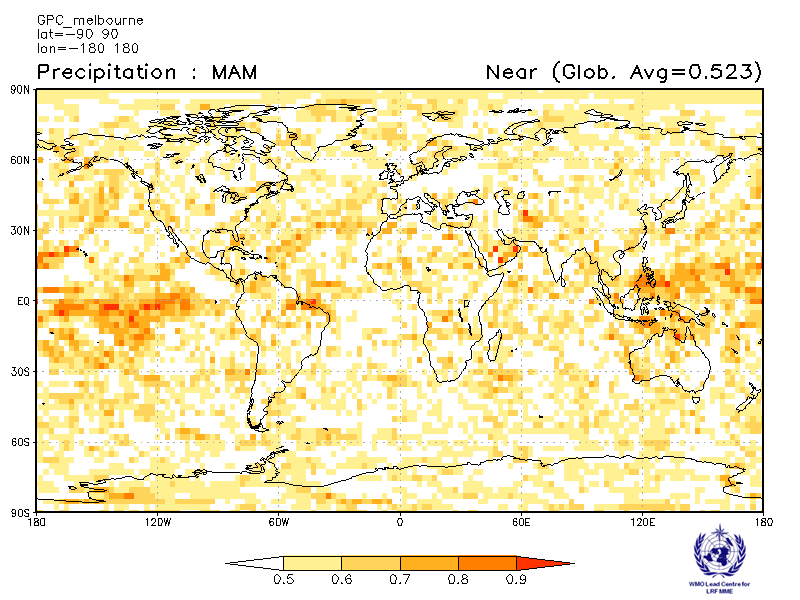 GPC_melbourne
lat=−90 90
lon=−180 180
Precipitation : MAM
Near (Glob. Avg=0.523)
90N
60N
30N
EQ
30S
60S
90S
180 120W 60W 0 60E 120E 180
0.5 0.6 0.7 0.8 0.9
WMO Lead Centre for
LRF MME